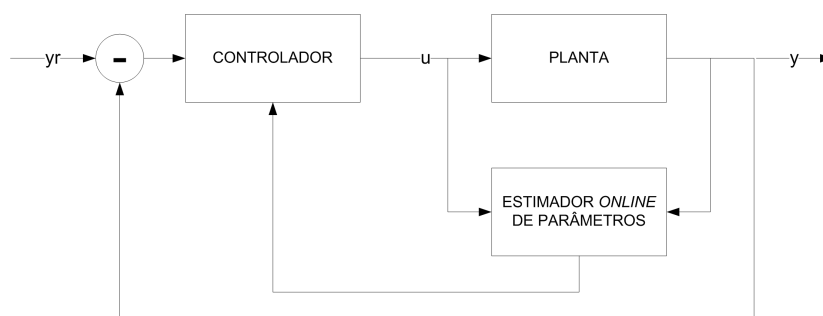 yr
-
CONTROLADOR
u
PLANTA
y
ESTIMADOR ONLINE
DE PARÂMETROS